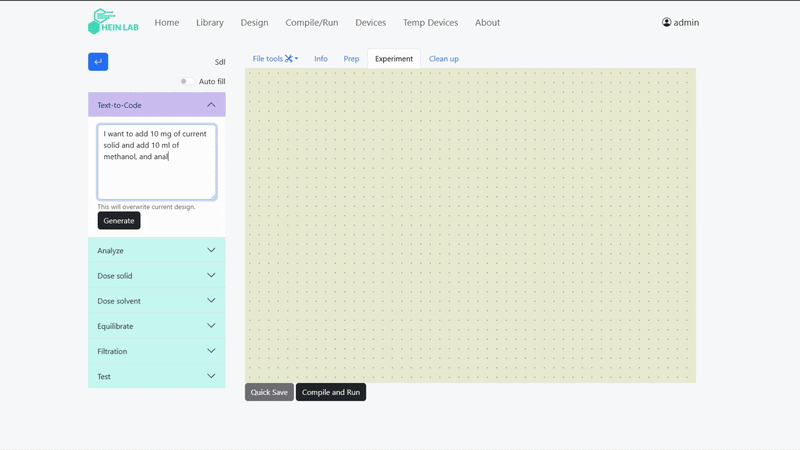 HEIN LAB
Home Library Design Compile/Run Devices Temp Devices About
admin
Sdl
Auto fill
Text-to-Code
I want to add 10 mg of current
solid and add 10 ml of
methanol, and anal
This will overwrite current design.
Generate
Analyze
Dose solid
Dose solvent
Equilibrate
Filtration
Test
File tools Info Prep Experiment Clean up
Quick Save Compile and Run